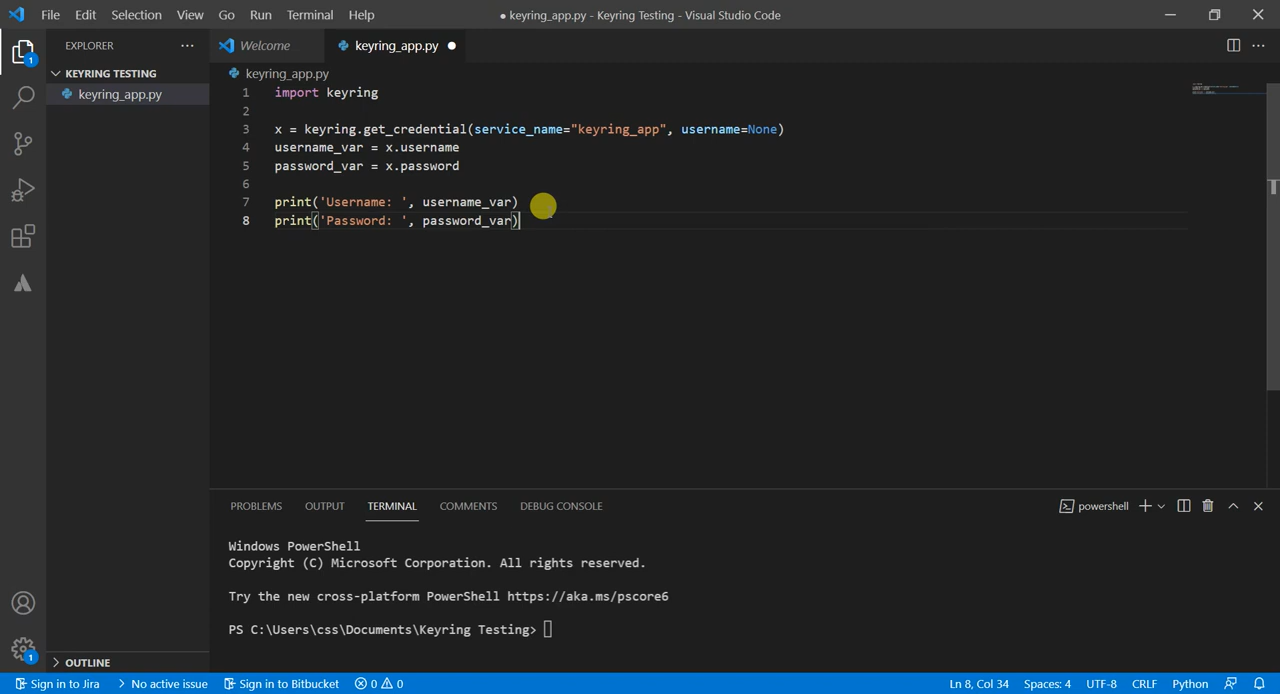 File Edit Selection View Go Run Terminal Help
● keyring_app.py - Keyring Testing - Visual Studio Code
EXPLORER
Welcome
keyring_app.py
KEYRING TESTING
keyring_app.py
keyring_app.py
1 import keyring
2
3 x = keyring.get_credential(service_name="keyring_app", username=None)
4 username_var = x.username
5 password_var = x.password
6
7 print('Username: ', username_var)
8 print('Password: ', password_var)
PROBLEMS OUTPUT TERMINAL COMMENTS DEBUG CONSOLE
powershell
Windows PowerShell
Copyright (C) Microsoft Corporation. All rights reserved.
Try the new cross-platform PowerShell https://aka.ms/pscore6
PS C:\Users\css\Documents\Keyring Testing>
1
1
OUTLINE
Sign in to Jira No active issue Sign in to Bitbucket 0 0
Ln 8, Col 34 Spaces: 4 UTF-8 CRLF Python